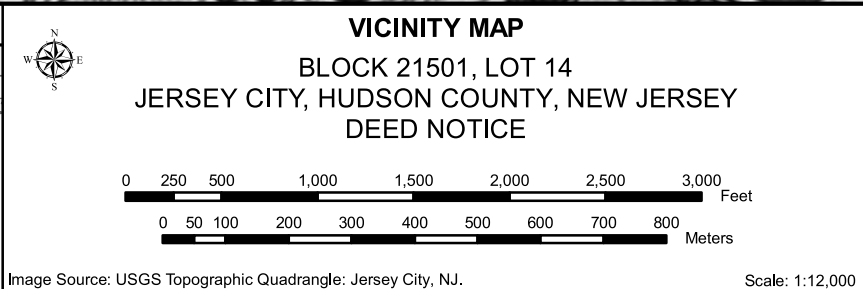 VICINITY MAP
N
W E
S
BLOCK 21501, LOT 14
JERSEY CITY, HUDSON COUNTY, NEW JERSEY
DEED NOTICE
0 250 500 1,000 1,500 2,000 2,500 3,000
Feet
0 50 100 200 300 400 500 600 700 800
Meters
Image Source: USGS Topographic Quadrangle: Jersey City, NJ. Scale: 1:12,000